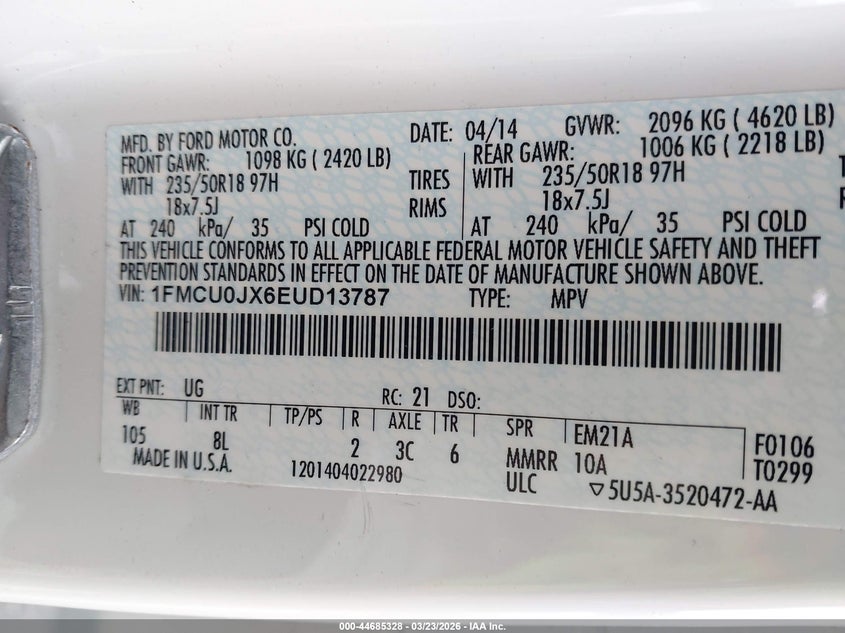 MFD. BY FORD MOTOR CO. DATE: 04/14 GVWR: 2096 KG ( 4620 LB)
FRONT GAWR: 1098 KG ( 2420 LB) REAR GAWR: 1006 KG ( 2218 LB)
WITH 235/50R18 97H TIRES WITH 235/50R18 97H
18x7.5J RIMS 18x7.5J
AT 240 kPa/ 35 PSI COLD AT 240 kPa/ 35 PSI COLD
THIS VEHICLE CONFORMS TO ALL APPLICABLE FEDERAL MOTOR VEHICLE SAFETY AND THEFT
PREVENTION STANDARDS IN EFFECT ON THE DATE OF MANUFACTURE SHOWN ABOVE.
VIN: 1FMCU0JX6EUD13787 TYPE: MPV
EXT PNT: UG RC: 21 DSO:
WB INT TR TP/PS R AXLE TR SPR EM21A F0106
105 8L 2 3C 6 MMRR 10A T0299
MADE IN U.S.A. 1201404022980 ULC ▽5U5A-3520472-AA
000-44685328 | 03/23/2026 - IAA Inc.